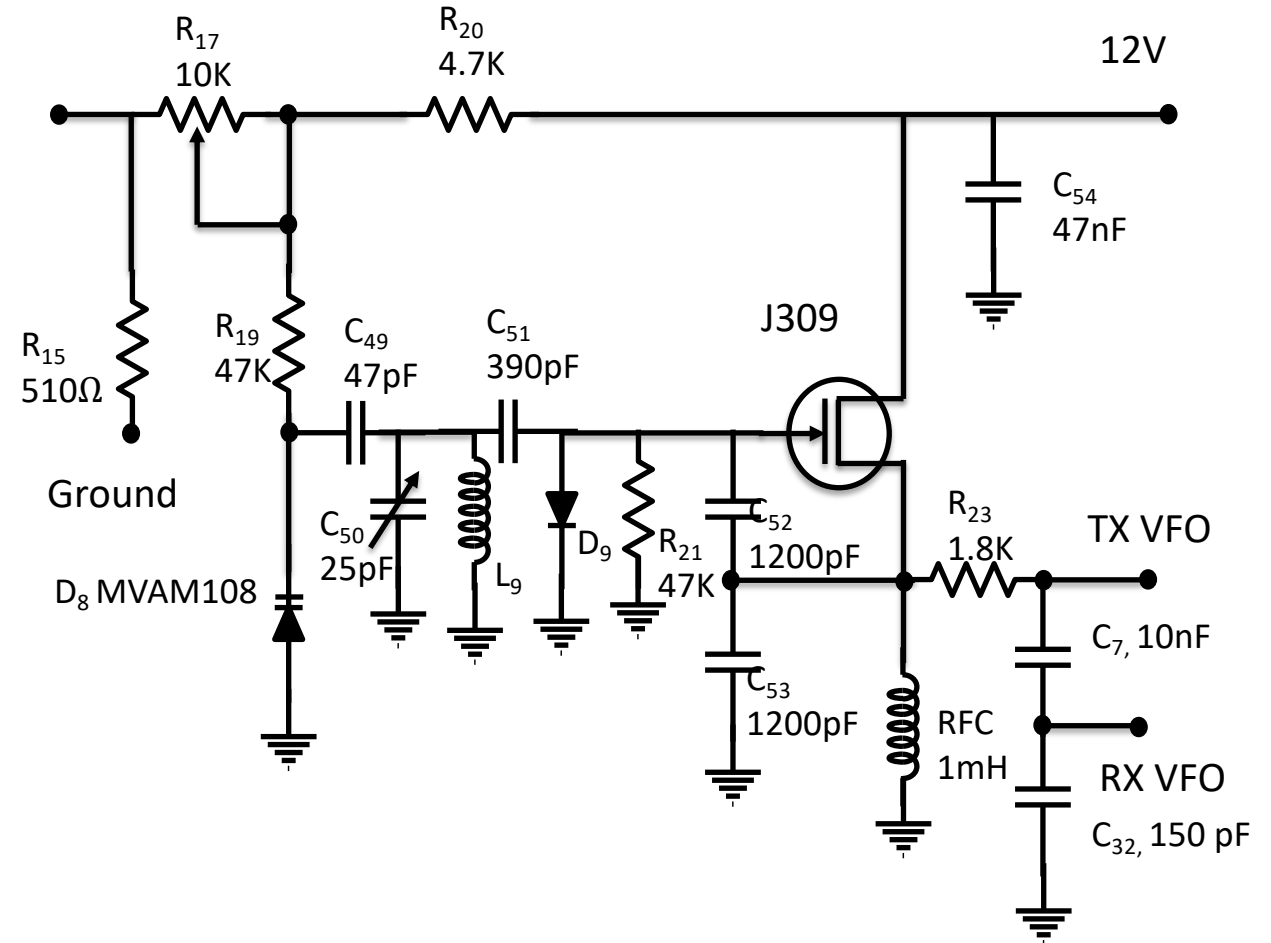 R17
10K
R20
4.7K
12V
C54
47nF
J309
R15
510Ω
R19
47K
C49
47pF
C51
390pF
Ground
C50
25pF
L9
D9
R21
47K
C52
1200pF
R23
1.8K
TX VFO
D8 MVAM108
C7, 10nF
C53
1200pF
RFC
1mH
RX VFO
C32, 150 pF